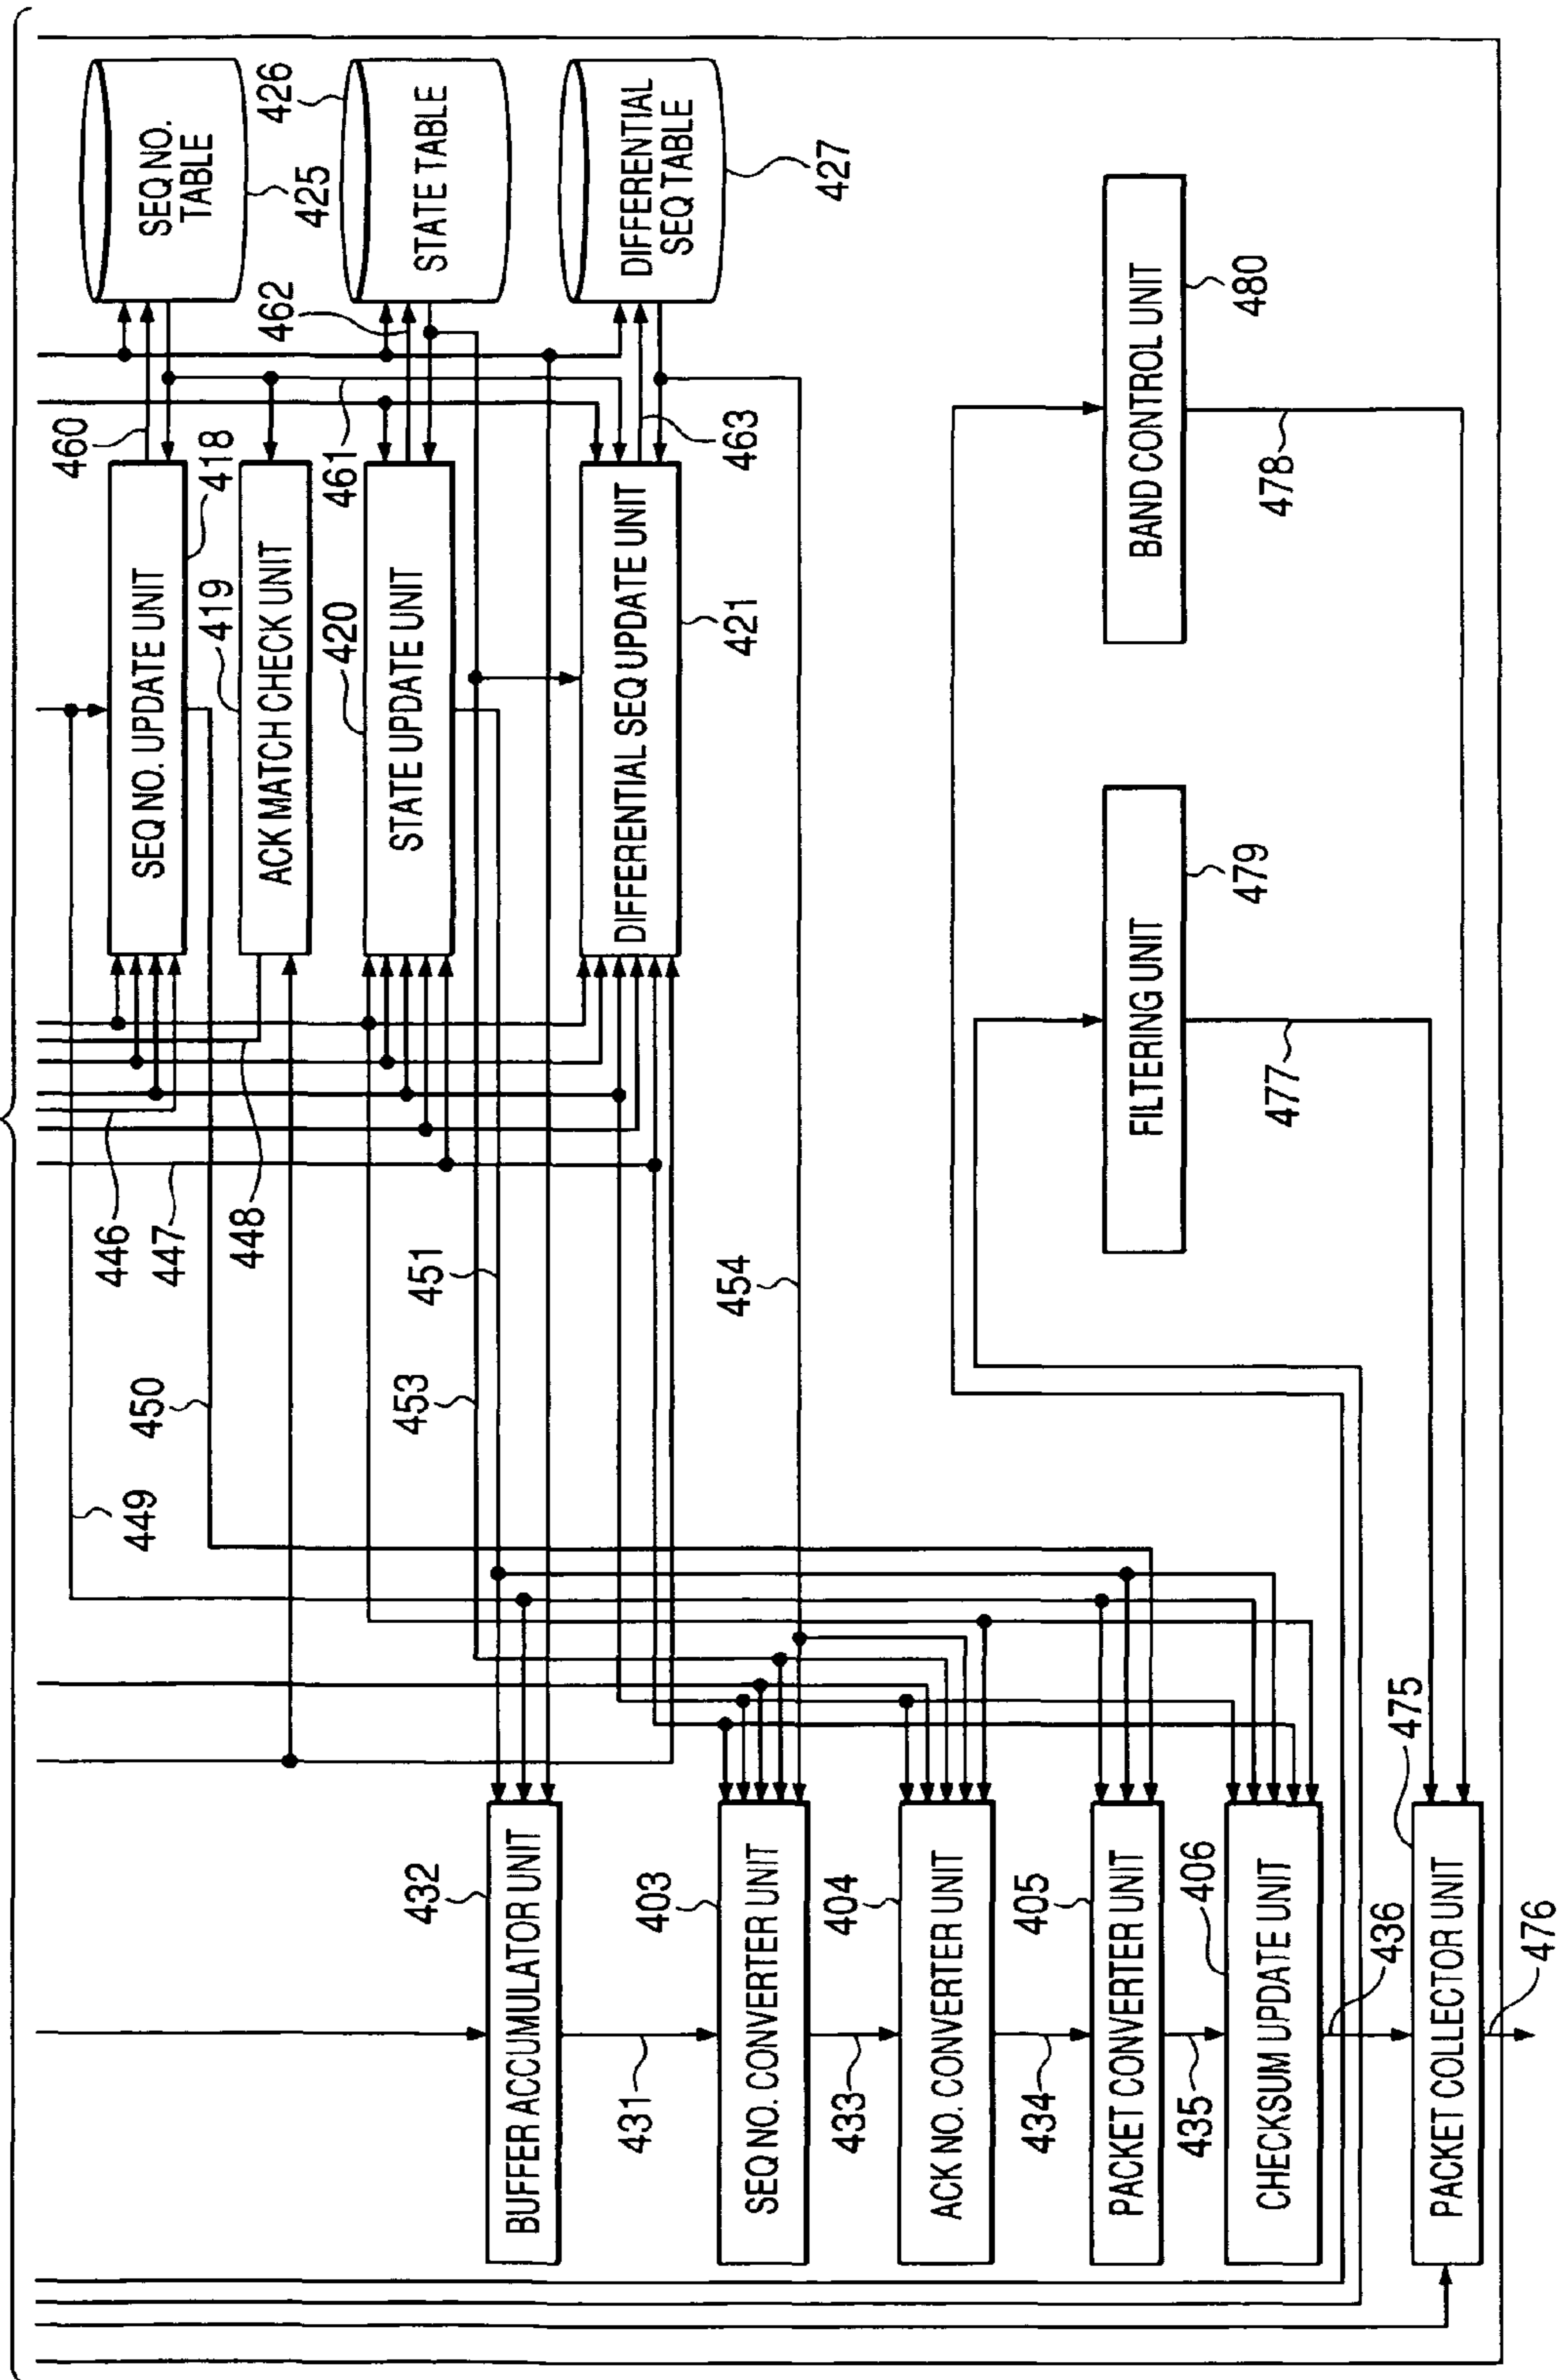 SEQ NO.
TABLE
425
426
STATE TABLE
DIFFERENTIAL
SEQ TABLE
427
460
462
418
SEQ NO. UPDATE UNIT
419
ACK MATCH CHECK UNIT
461
420
STATE UPDATE UNIT
463
DIFFERENTIAL SEQ UPDATE UNIT
421
480
BAND CONTROL UNIT
478
479
FILTERING UNIT
477
446
447
448
449
450
451
453
454
432
BUFFER ACCUMULATOR UNIT
431
403
SEQ NO. CONVERTER UNIT
433
404
ACK NO. CONVERTER UNIT
434
405
PACKET CONVERTER UNIT
435
406
CHECKSUM UPDATE UNIT
436
475
PACKET COLLECTOR UNIT
476